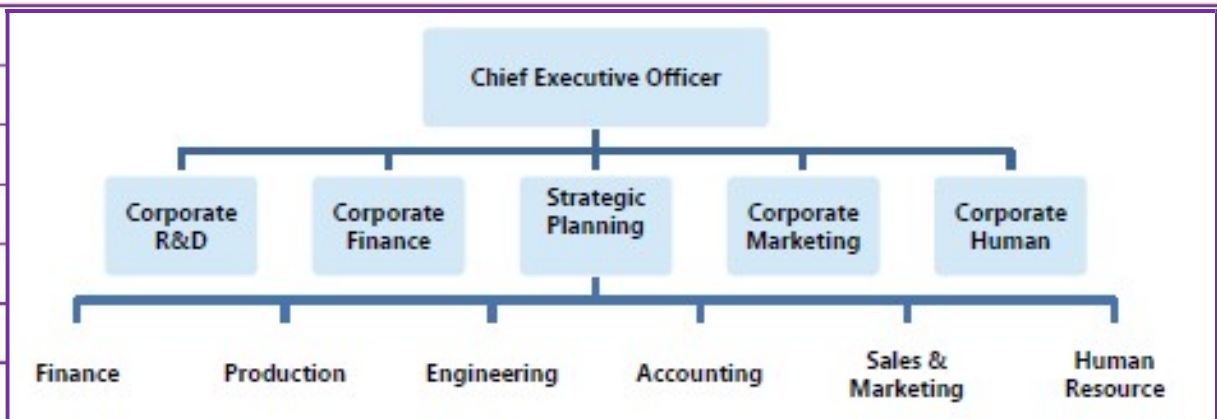 Chief Executive Officer
Corporate
R&D
Corporate
Finance
Strategic
Planning
Corporate
Marketing
Corporate
Human
Finance
Production
Engineering
Accounting
Sales &
Marketing
Human
Resource